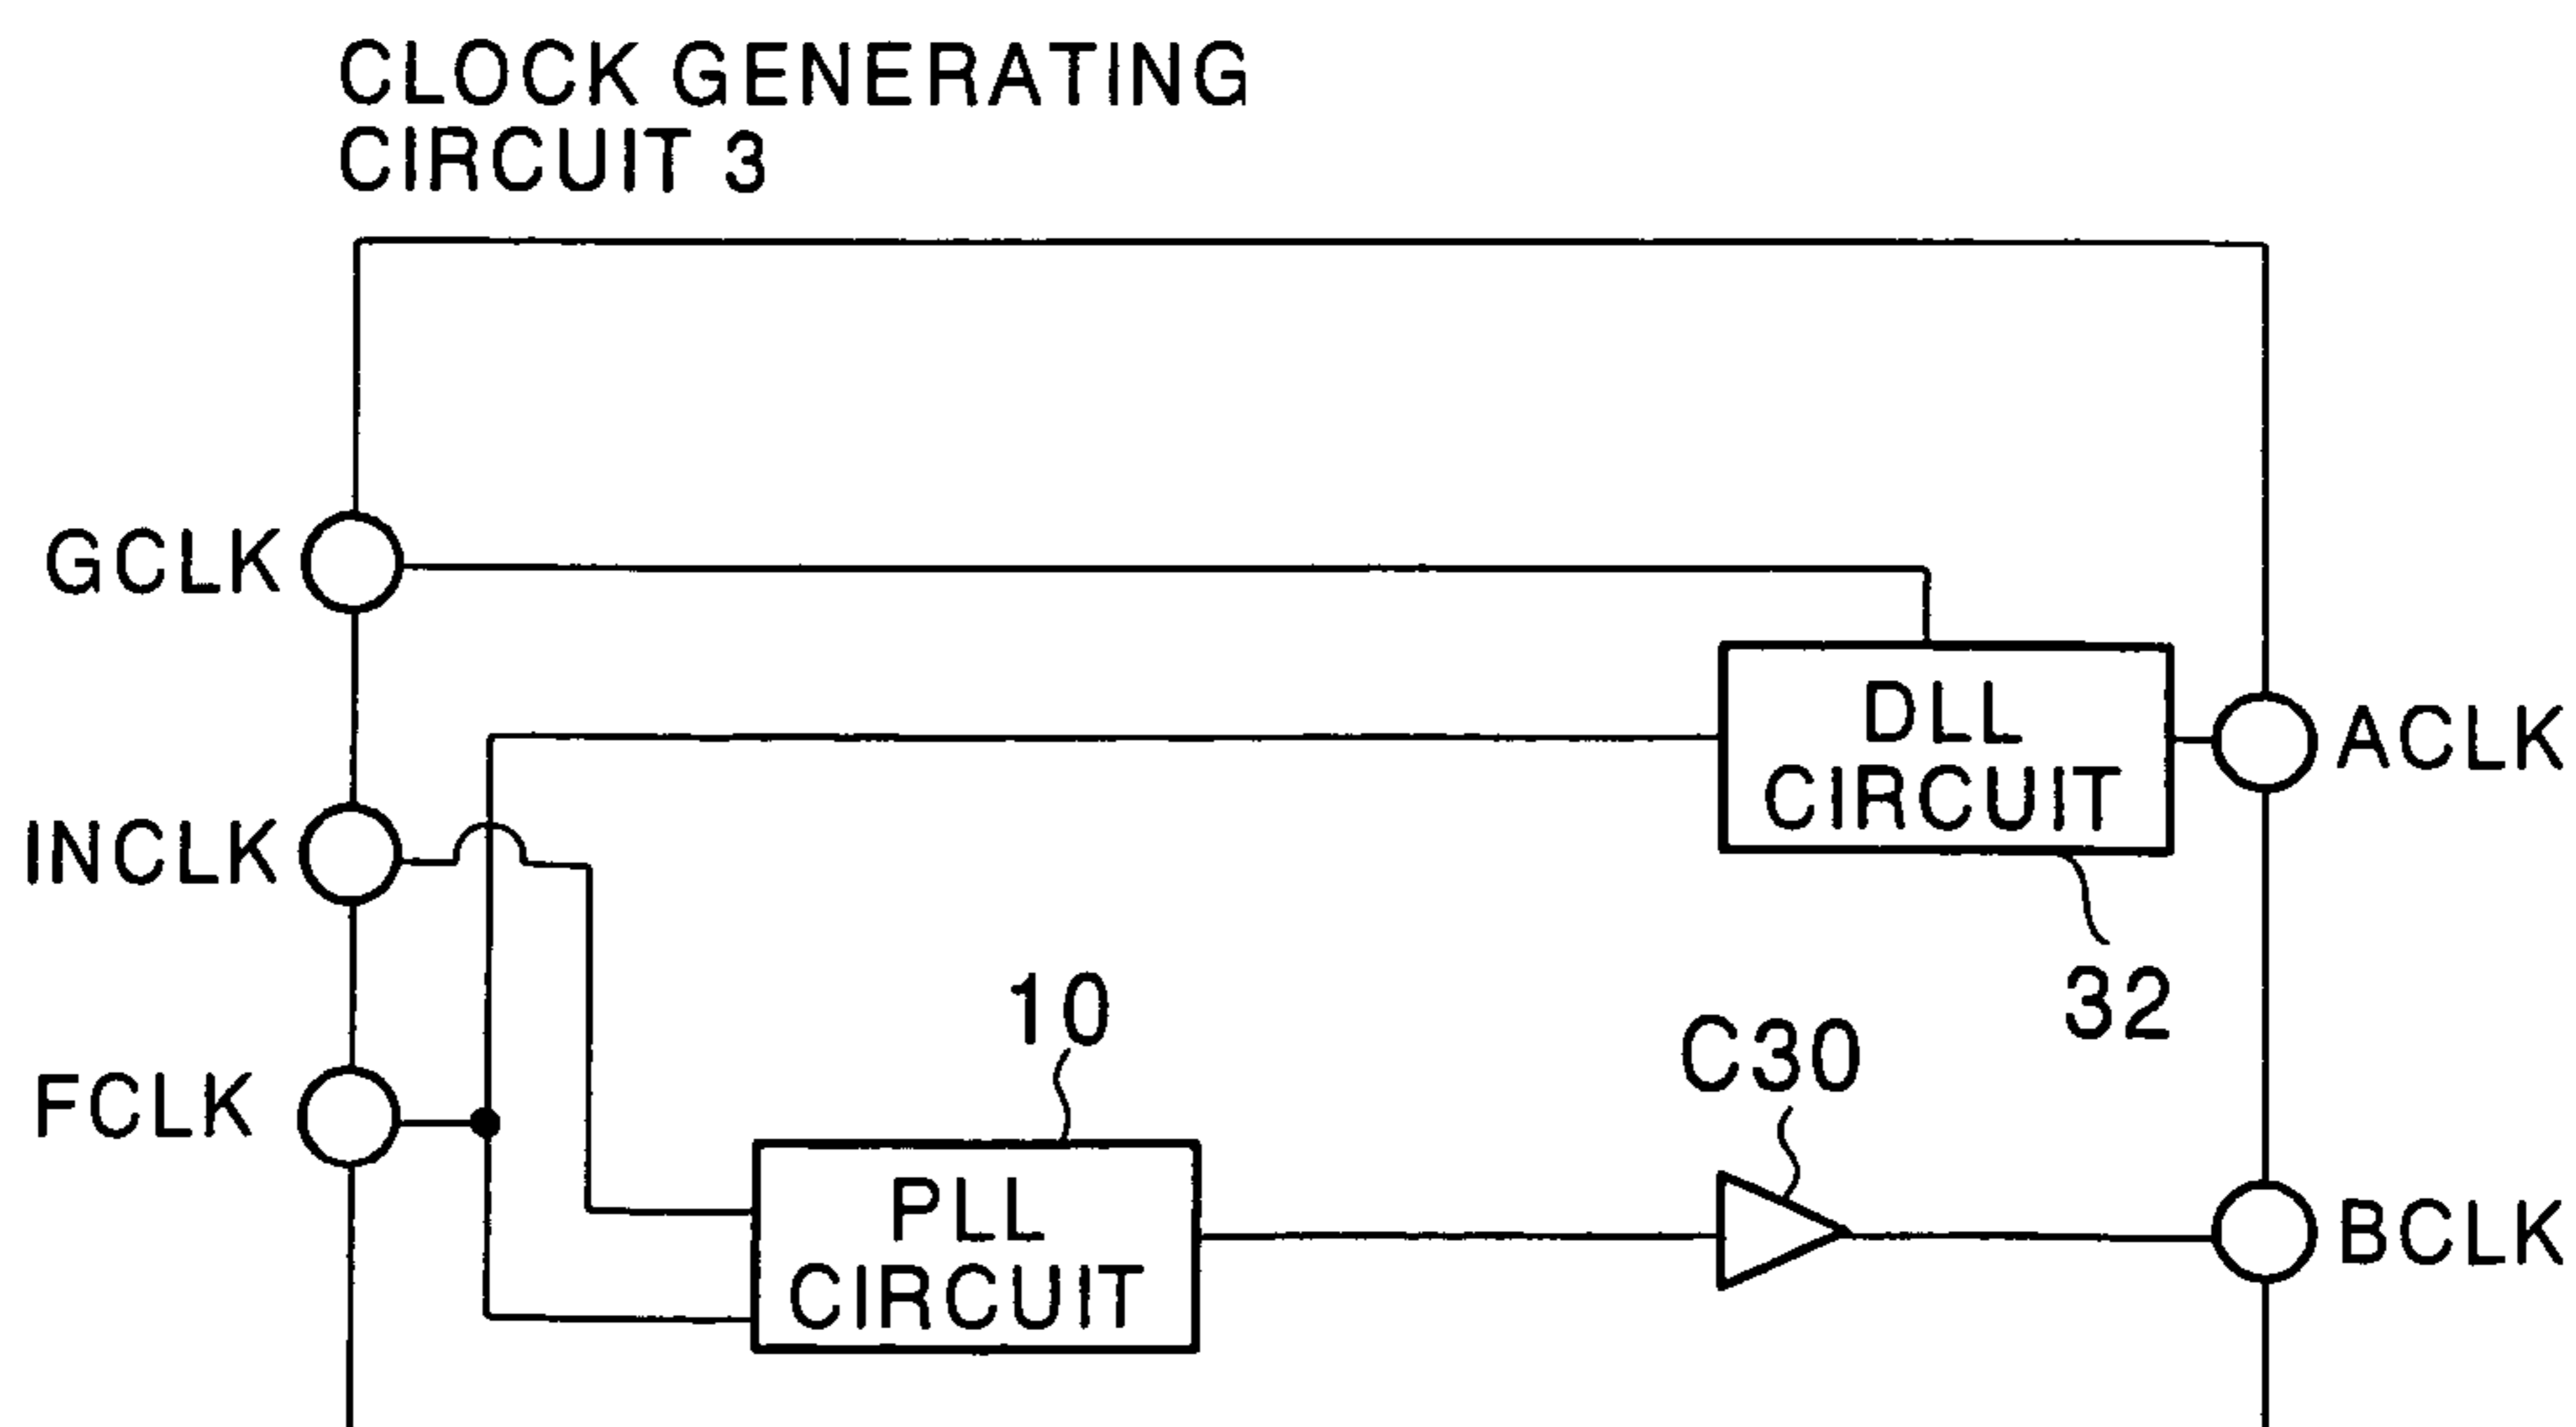 CLOCK GENERATING
CIRCUIT 3
GCLK
DLL
CIRCUIT
ACLK
INCLK
32
10
C30
FCLK
PLL
CIRCUIT
BCLK